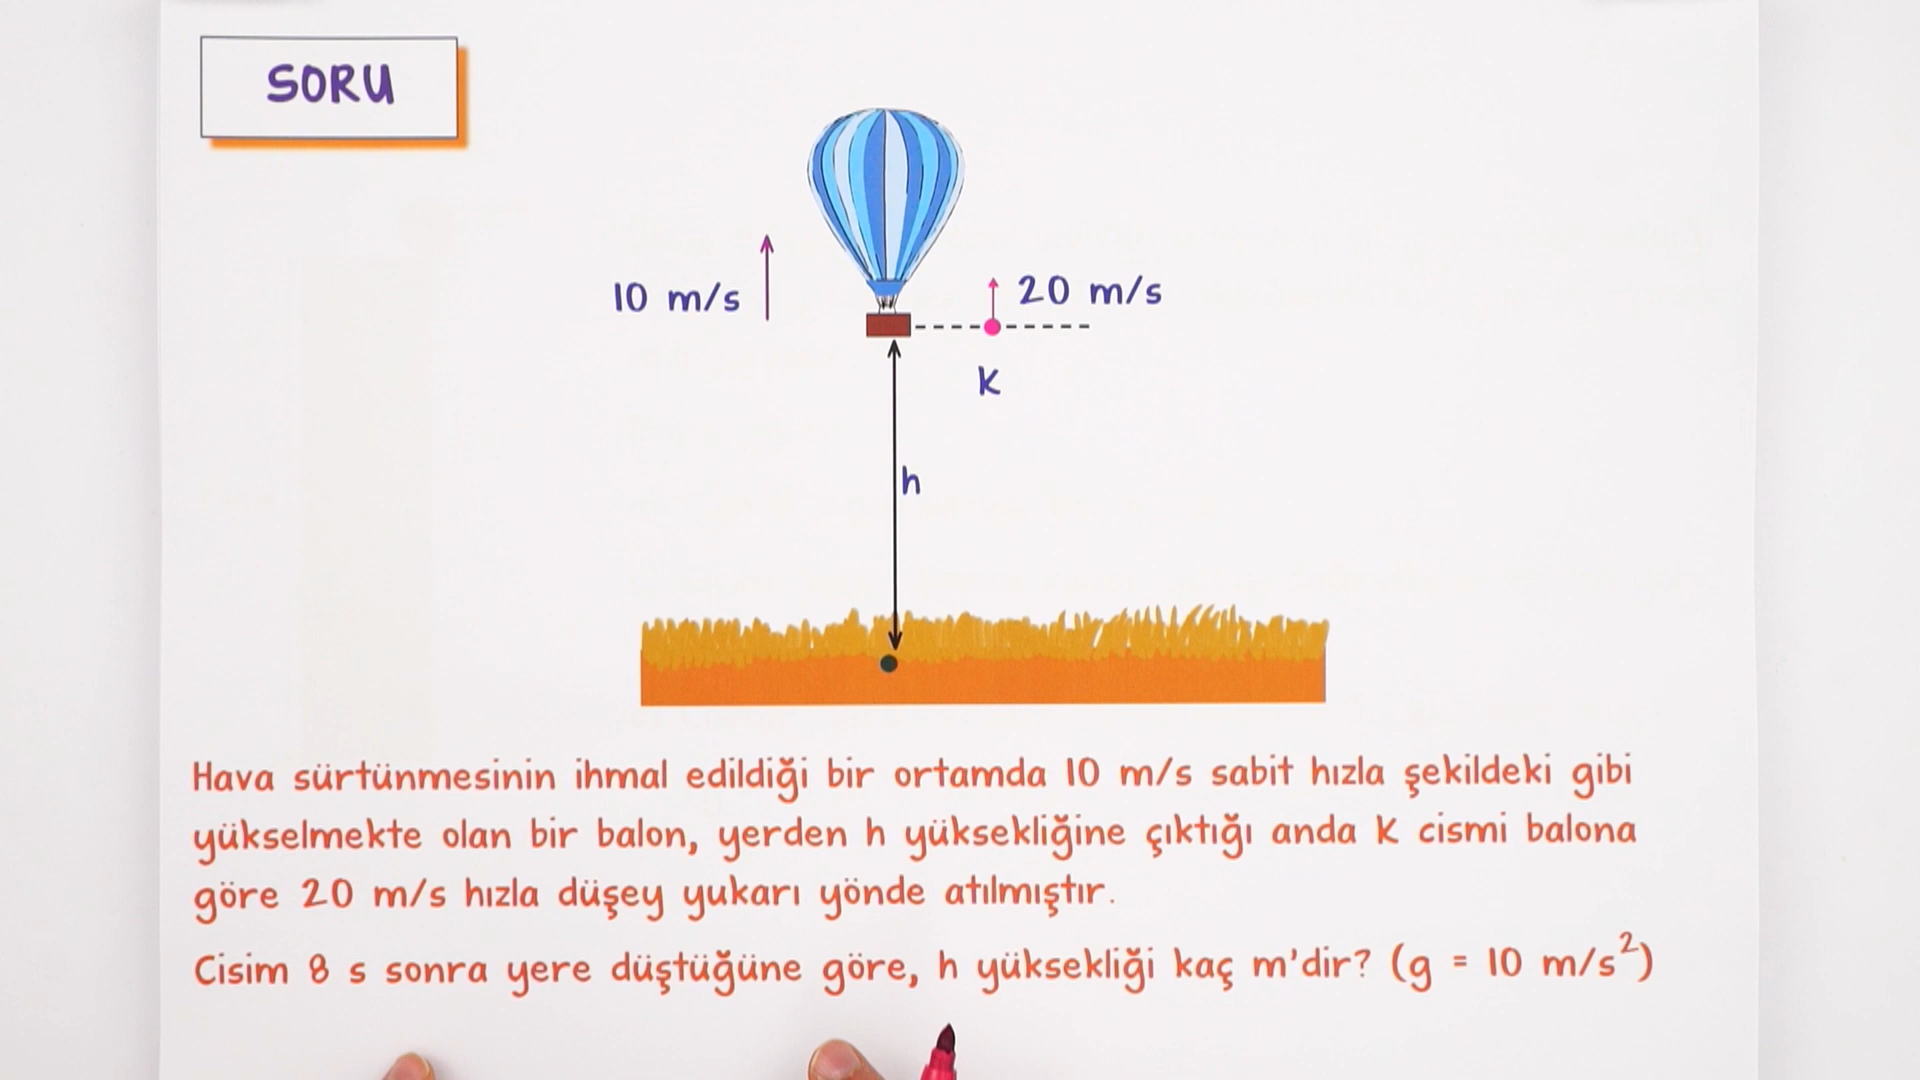 SORU
10 m/s
20 m/s
K
h
Hava sürtünmesinin ihmal edildiği bir ortamda 10 m/s sabit hızla şekildeki gibi
yükselmekte olan bir balon, yerden h yüksekliğine çıktığı anda K cismi balona
göre 20 m/s hızla düşey yukarı yönde atılmıştır.
Cisim 8 s sonra yere düştüğüne göre, h yüksekliği kaç m'dir? (g = 10 m/s²)